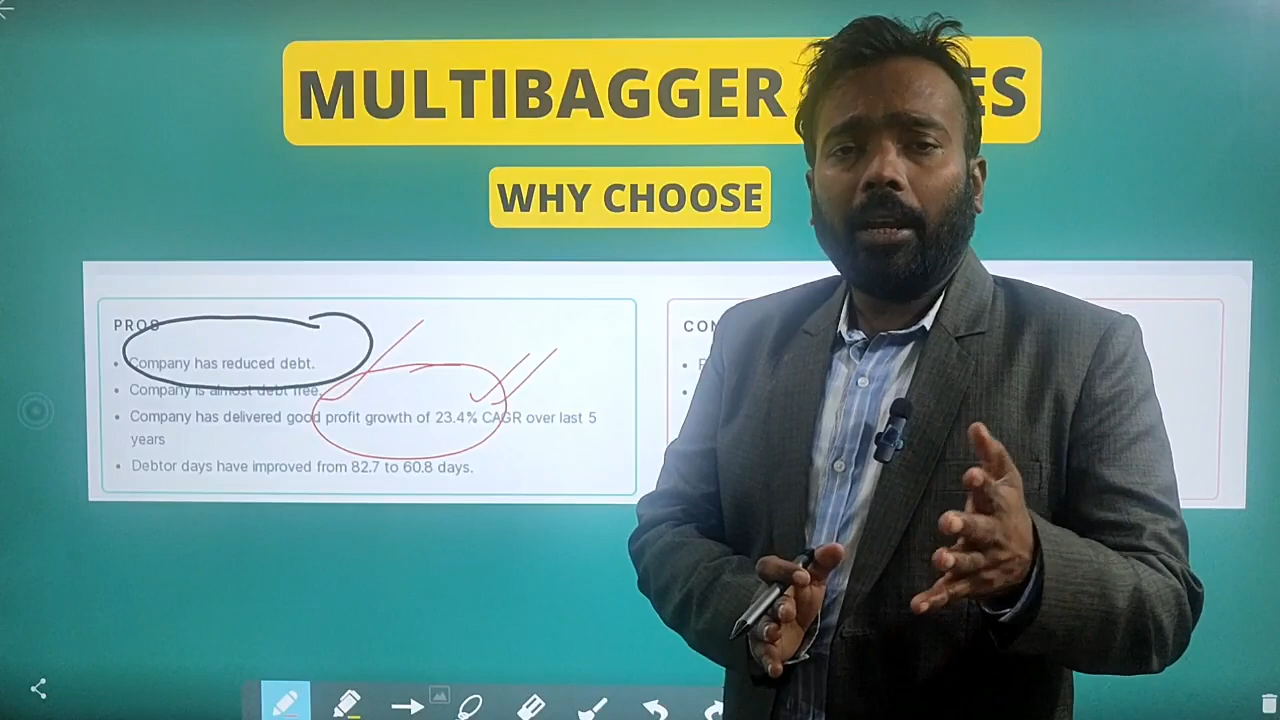 MULTIBAGGER
WHY CHOOSE
PROS
Company has reduced debt.
Company is almost debt free.
Company has delivered good profit growth of 23.4% CAGR over last 5
years
Debtor days have improved from 82.7 to 60.8 days.